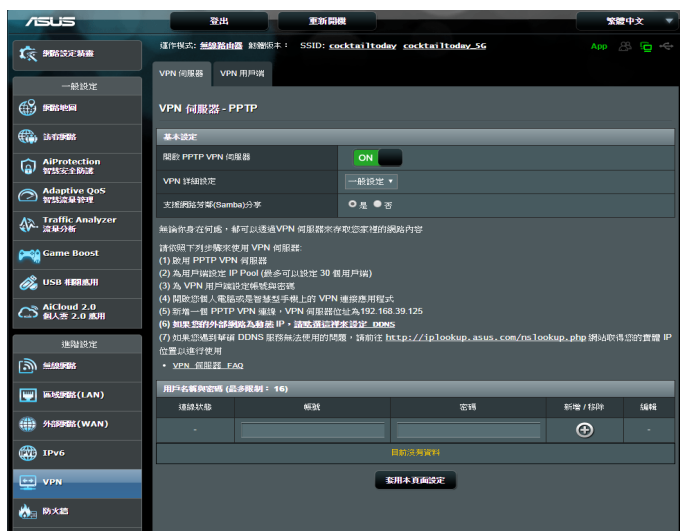 ASUS
登出
重新開機
繁體中文
運作模式: 無線路由器 韌體版本： SSID: cocktailtoday cocktailtoday_5G
App
網路設定精靈
一般設定
網路地圖
訪客網路
AiProtection
智慧安全防護
Adaptive QoS
智慧流量管理
Traffic Analyzer
流量分析
Game Boost
USB 相關應用
AiCloud 2.0
個人雲 2.0 應用
進階設定
無線網路
區域網路(LAN)
外部網路(WAN)
IPv6
VPN
防火牆
VPN 伺服器
VPN 用戶端
VPN 伺服器 - PPTP
基本設定
開啟 PPTP VPN 伺服器
ON
VPN 詳細設定
一般設定
支援網路芳鄰(Samba)分享
是 否
無論你身在何處，都可以透過VPN 伺服器來存取您家裡的網路內容
請依照下列步驟來使用 VPN 伺服器:
(1) 啟用 PPTP VPN 伺服器
(2) 為用戶端設定 IP Pool (最多可以設定 30 個用戶端)
(3) 為 VPN 用戶端設定帳號與密碼
(4) 開啟您個人電腦或是智慧型手機上的 VPN 連接應用程式
(5) 新增一個 PPTP VPN 連線，VPN 伺服器位址為192.168.39.125
(6) 如果您的外部網路為動態 IP，請點選這裡來設定 DDNS
(7) 如果您遇到華碩 DDNS 服務無法使用的問題，請前往 http://iplookup.asus.com/nslookup.php 網站取得您的實體 IP
位置以進行使用
• VPN 伺服器 FAQ
用戶名稱與密碼 (最多限制： 16)
連線狀態 帳號 密碼 新增 / 移除 編輯
- -
目前沒有資料
套用本頁面設定